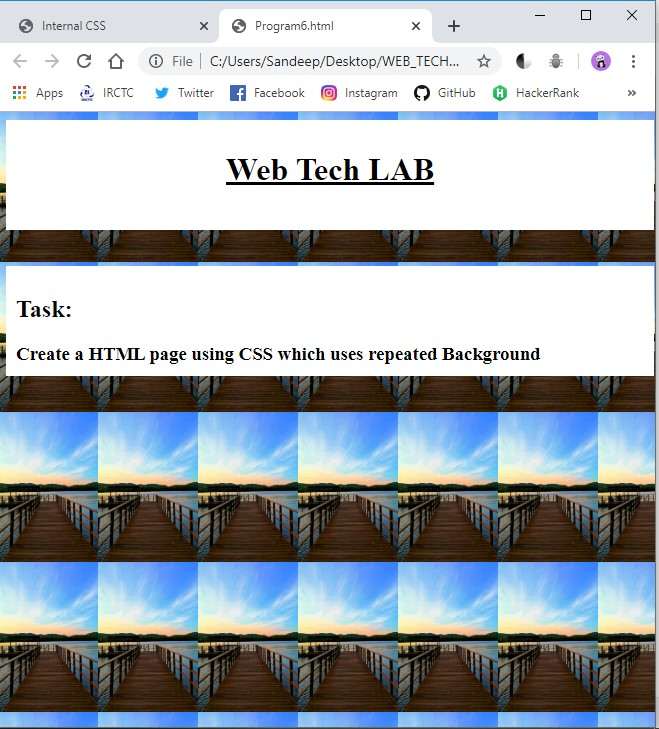 Internal CSS
Program6.html
File | C:/Users/Sandeep/Desktop/WEB_TECH...
Apps IRCTC Twitter Facebook Instagram GitHub HackerRank »
Web Tech LAB
Task:
Create a HTML page using CSS which uses repeated Background